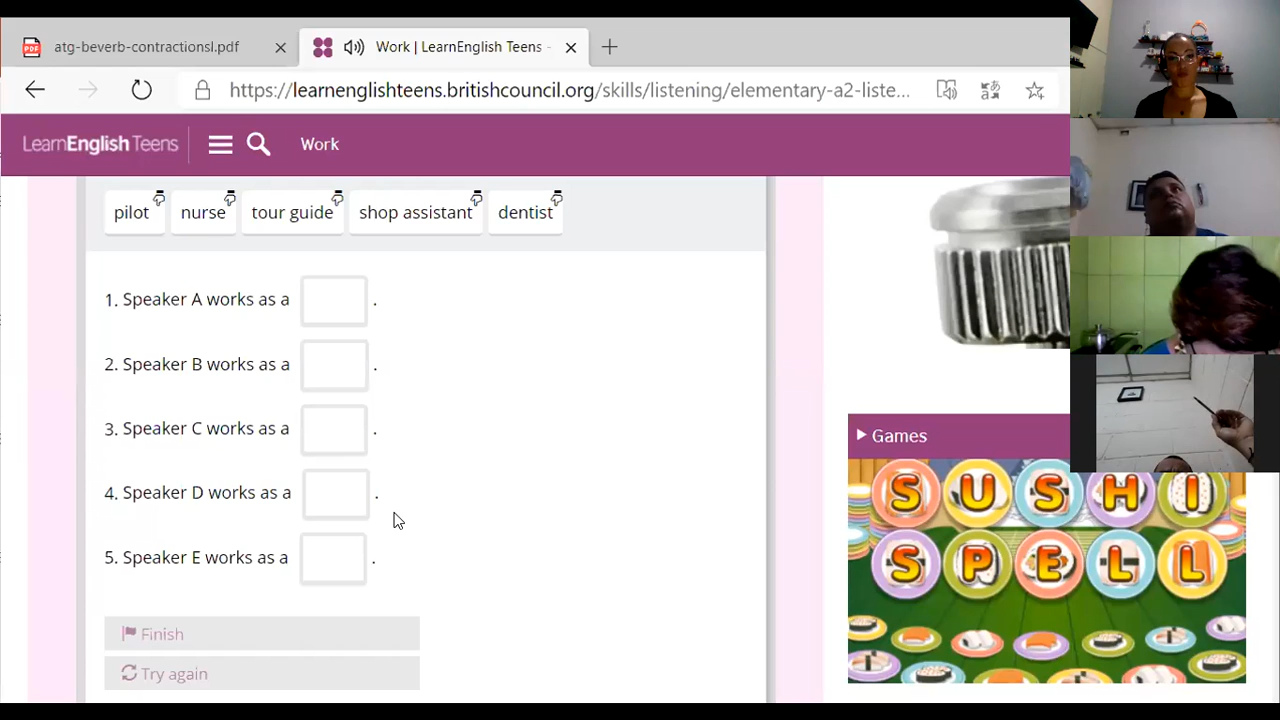 atg-beverb-contractionsl.pdf
Work | LearnEnglish Teens -
https://learnenglishteens.britishcouncil.org/skills/listening/elementary-a2-liste...
LearnEnglish Teens
Work
pilot nurse tour guide shop assistant dentist
1. Speaker A works as a .
2. Speaker B works as a .
3. Speaker C works as a .
4. Speaker D works as a .
5. Speaker E works as a .
Finish
Try again
Games
SUSHI
SPELL